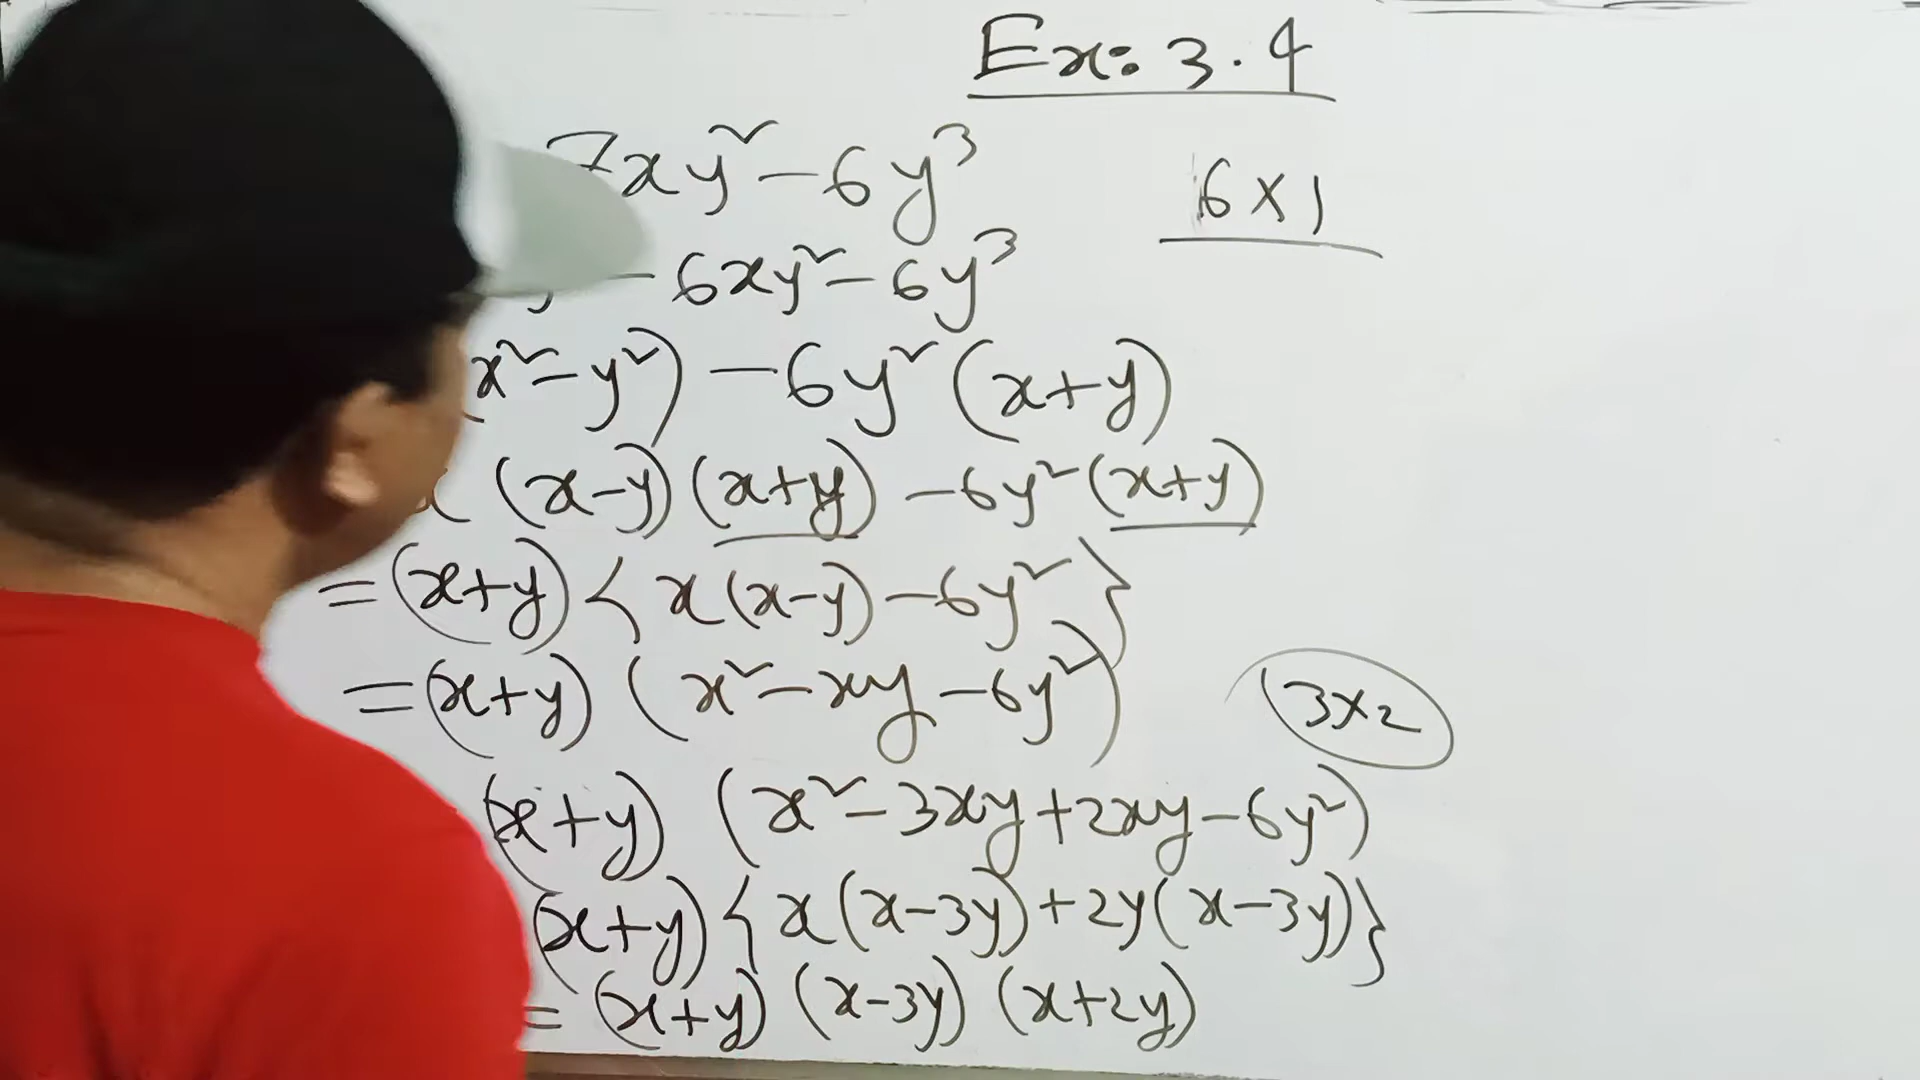 Ex: 3.4
7xy² - 6y³
6 x 1
y² - 6xy² - 6y³
(x² - y²) - 6y² (x+y)
x (x-y) (x+y) - 6y² (x+y)
= (x+y) { x(x-y) - 6y² }
= (x+y) (x² - xy - 6y²)
3x2
(x+y) (x² - 3xy + 2xy - 6y²)
(x+y) { x(x-3y) + 2y(x-3y) }
= (x+y) (x-3y) (x+2y)